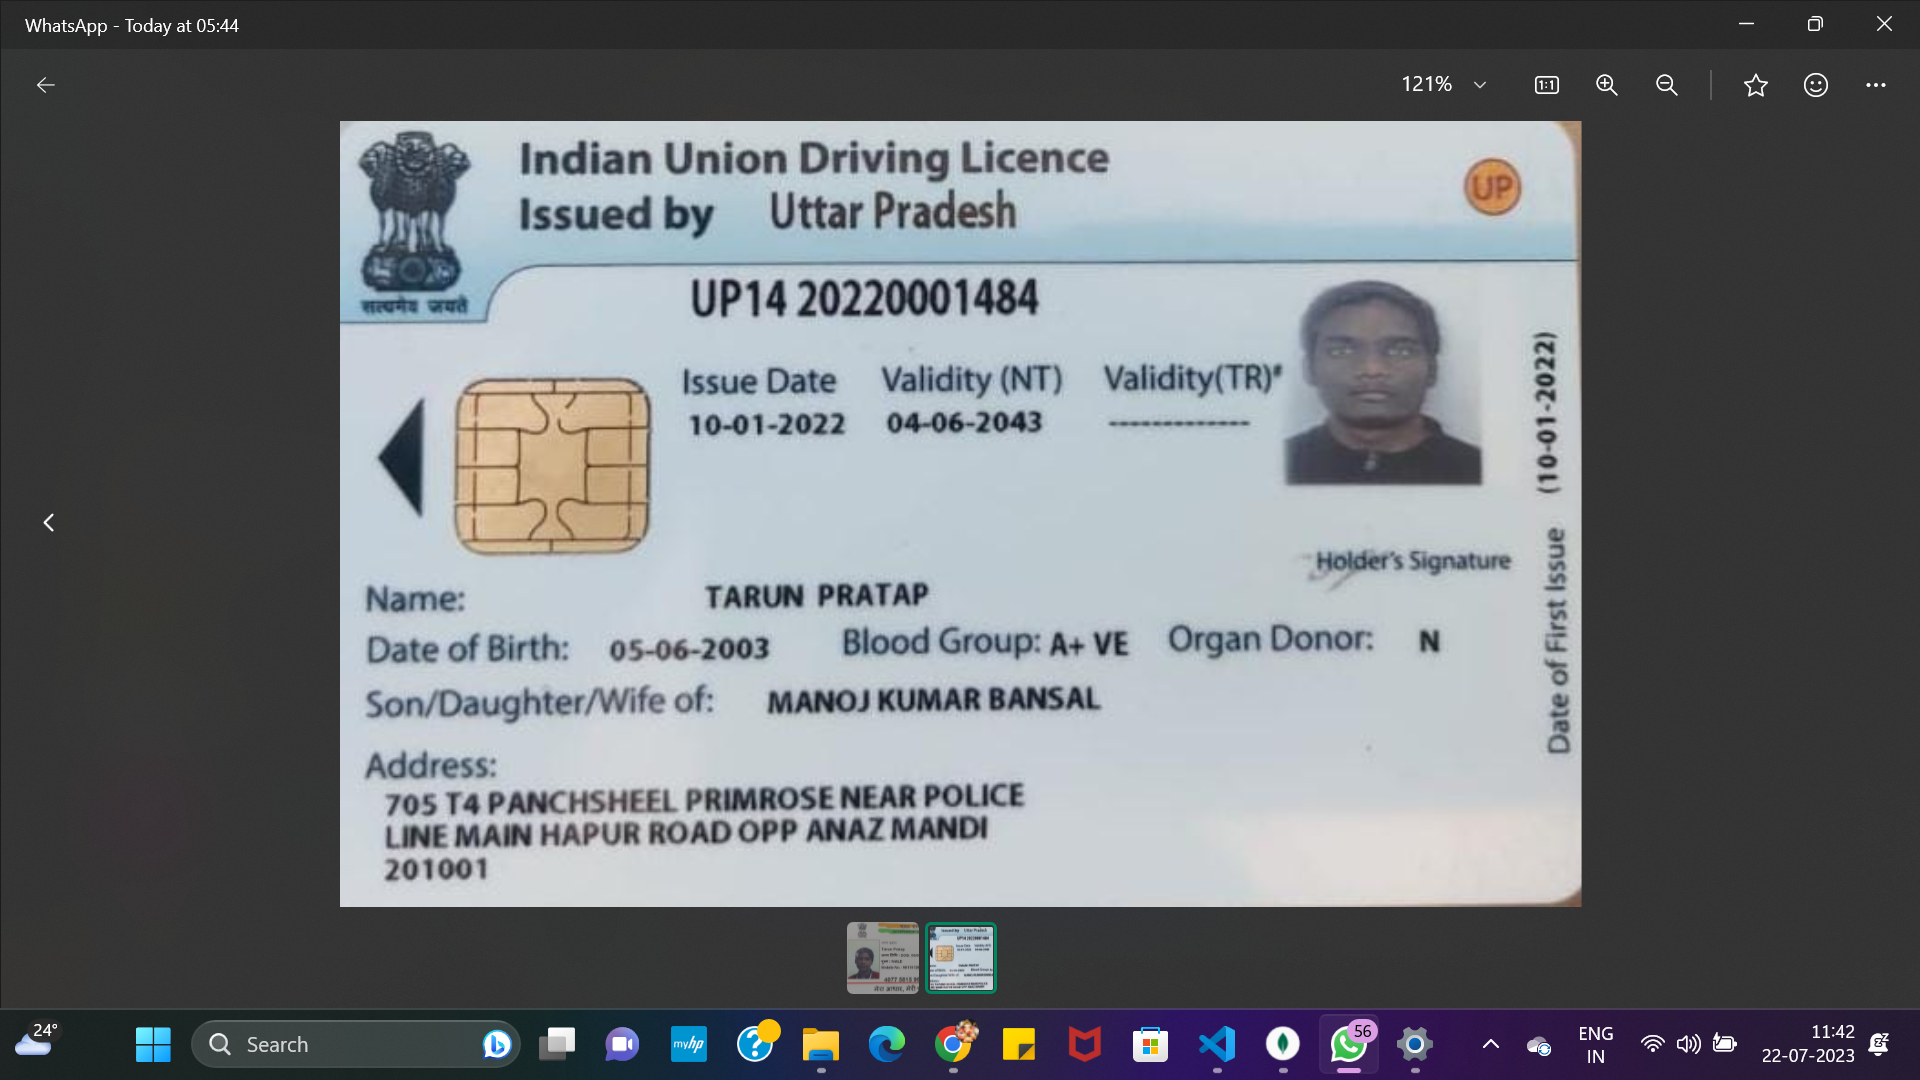 WhatsApp - Today at 05:44
121%
1:1
Indian Union Driving Licence
Issued by Uttar Pradesh
UP
सत्यमेव जयते
UP14 20220001484
Issue Date Validity (NT) Validity(TR)#
10-01-2022 04-06-2043 -------------
Date of First Issue (10-01-2022)
Holder's Signature
Name: TARUN PRATAP
Date of Birth: 05-06-2003 Blood Group: A+ VE Organ Donor: N
Son/Daughter/Wife of: MANOJ KUMAR BANSAL
Address:
705 T4 PANCHSHEEL PRIMROSE NEAR POLICE
LINE MAIN HAPUR ROAD OPP ANAZ MANDI
201001
24°
Search
myhp
56
ENG
IN
11:42
22-07-2023